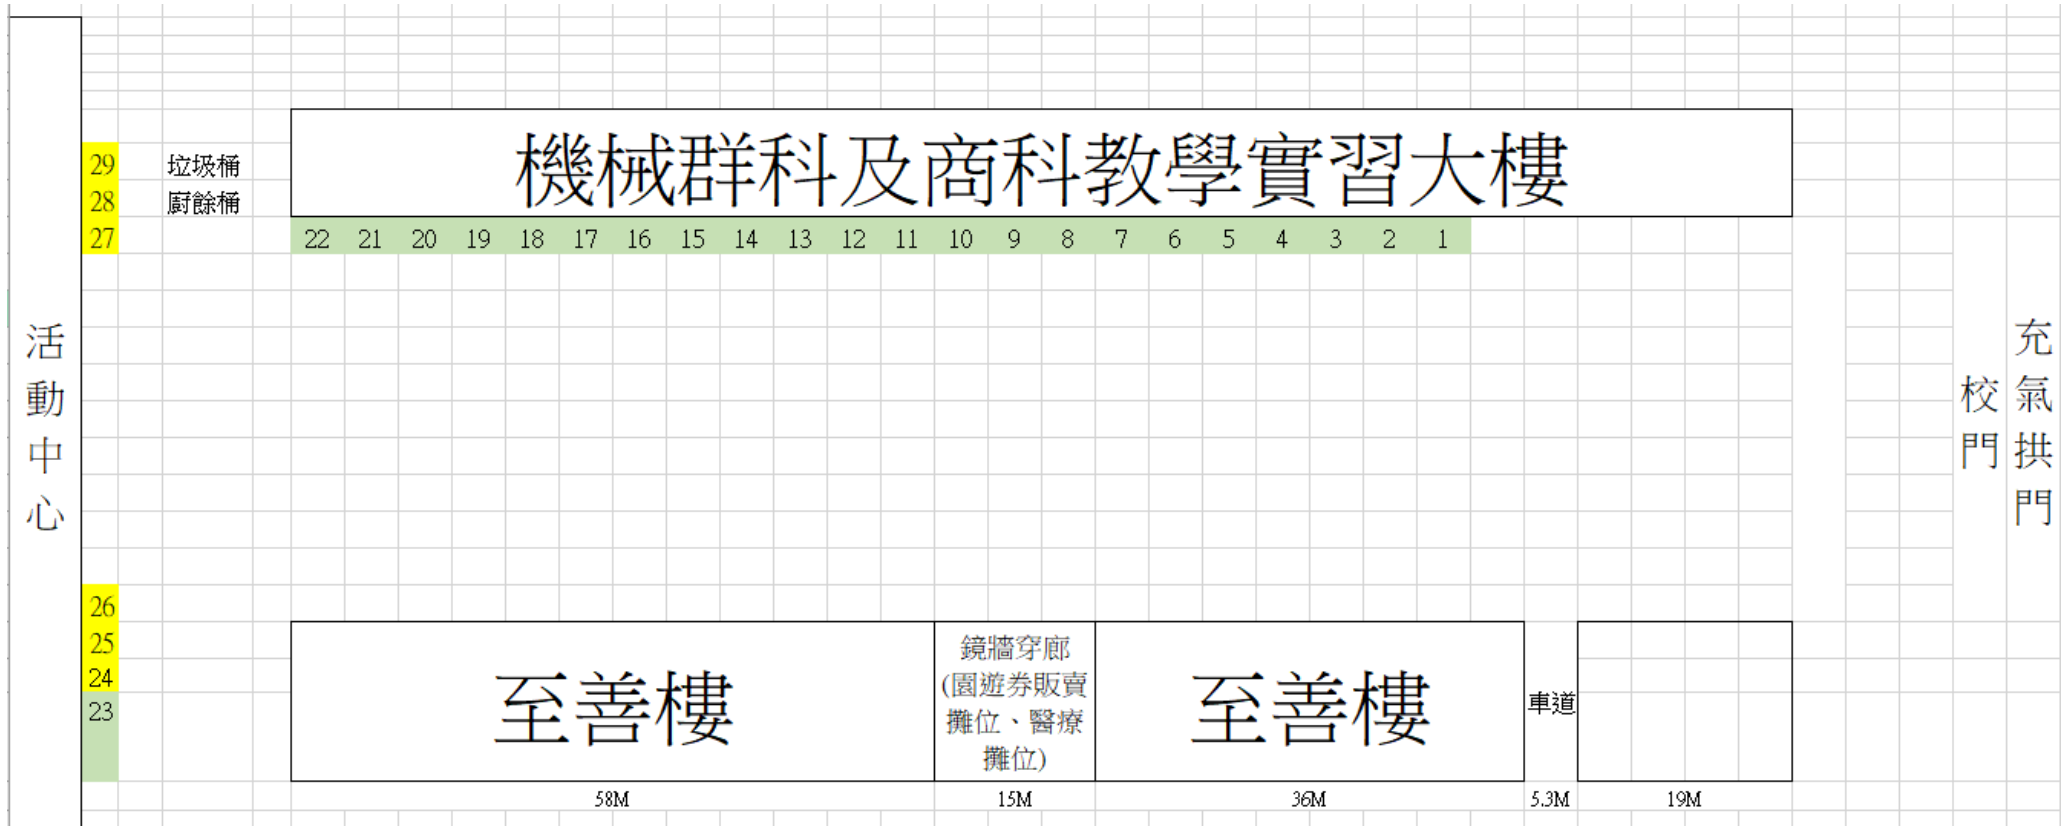 機械群科及商科教學實習大樓
29 垃圾桶
28 廚餘桶
27 22 21 20 19 18 17 16 15 14 13 12 11 10 9 8 7 6 5 4 3 2 1
活動中心
校門
充氣拱門
26
25
24
23
至善樓
鏡牆穿廊
(園遊券販賣
攤位、醫療
攤位)
至善樓
車道
58M 15M 36M 5.3M 19M